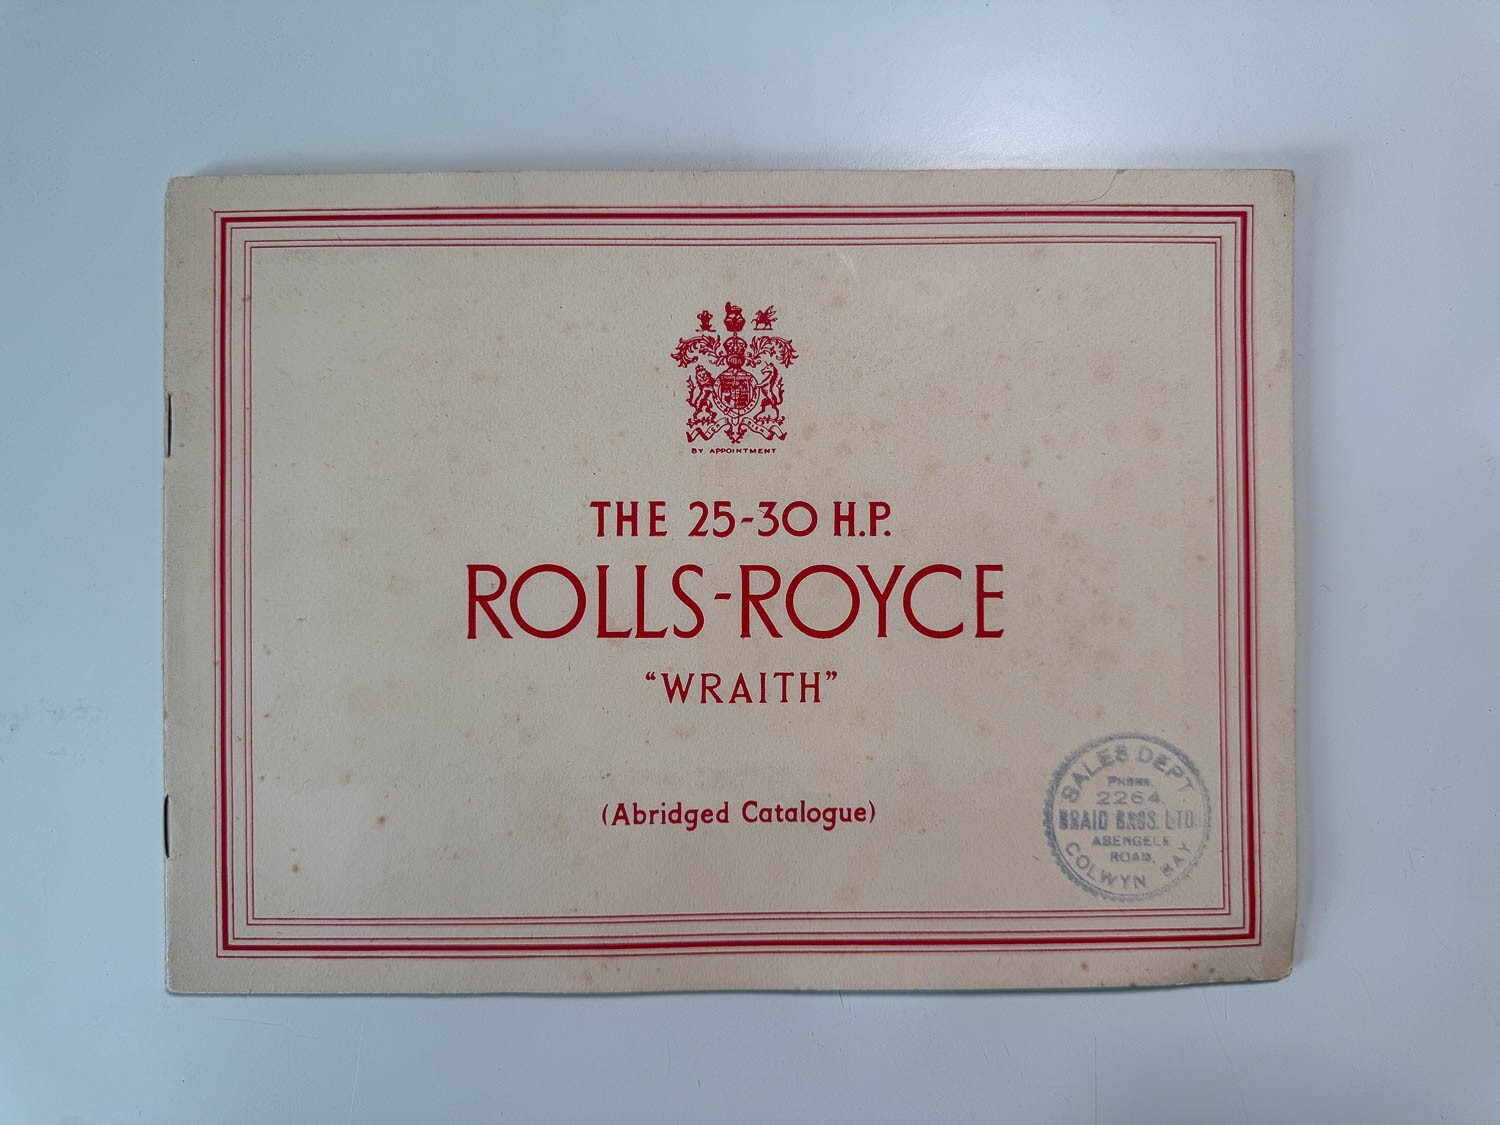 BY APPOINTMENT
THE 25-30 H.P.
ROLLS-ROYCE
“WRAITH”
(Abridged Catalogue)
SALES DEPT.
PHONE.
2264.
BRAID BROS. LTD.
ABERGELE
ROAD,
COLWYN BAY